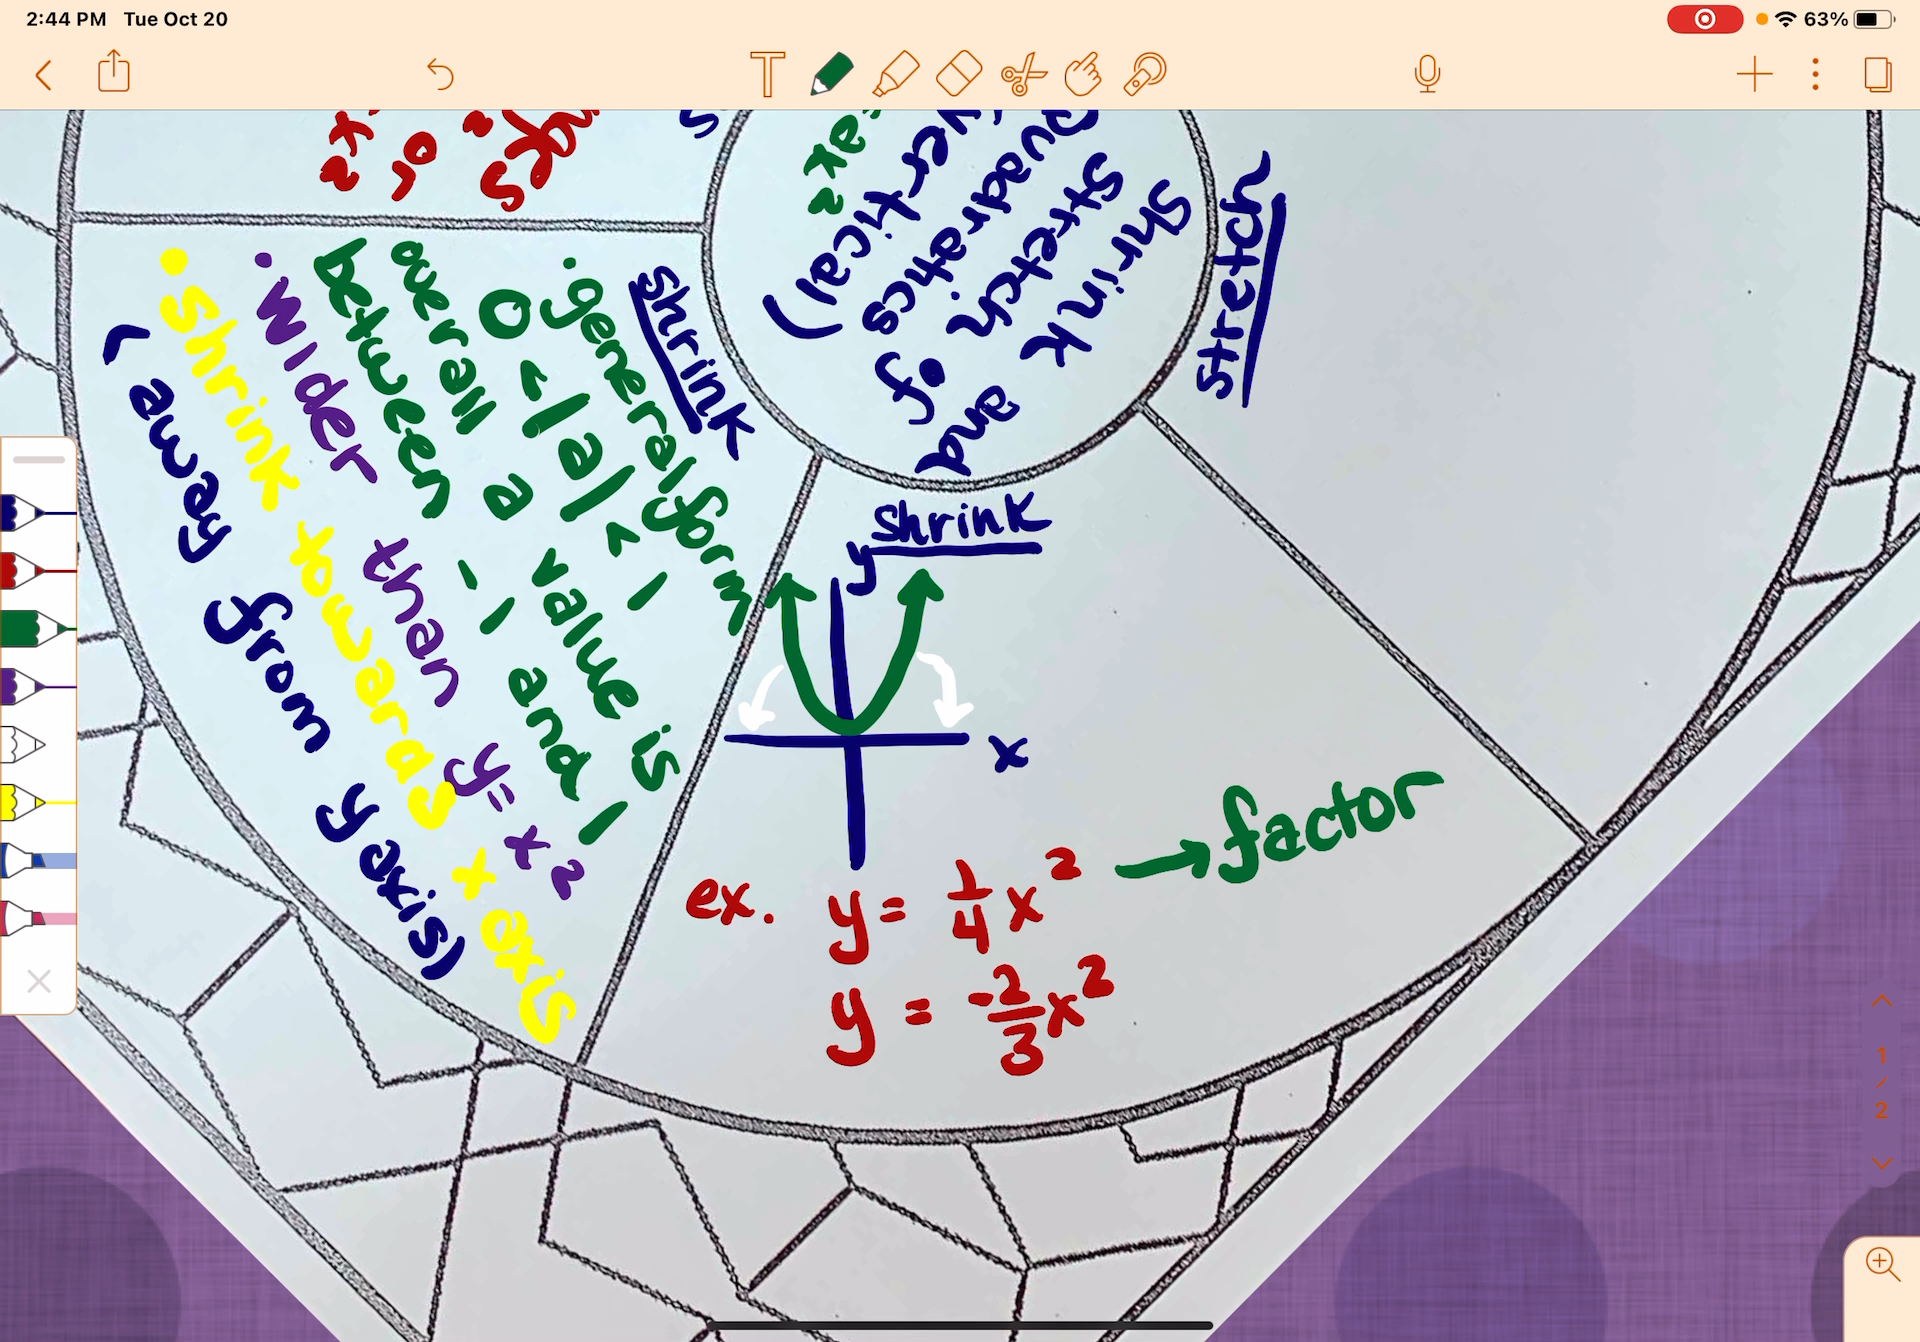 2:44 PM Tue Oct 20
63%
T
ax²
Shrink and
Stretch of
Quadratics
vertical)
or
Stretch
Shrink
• general form
0 < |a| < 1
overall a value is
between -1 and 1
• wider than y = x²
• shrink towards x axis
(away from y axis)
Shrink
y
x
ex. y = 1/4 x² → factor
y = -2/3 x²
1
/
2